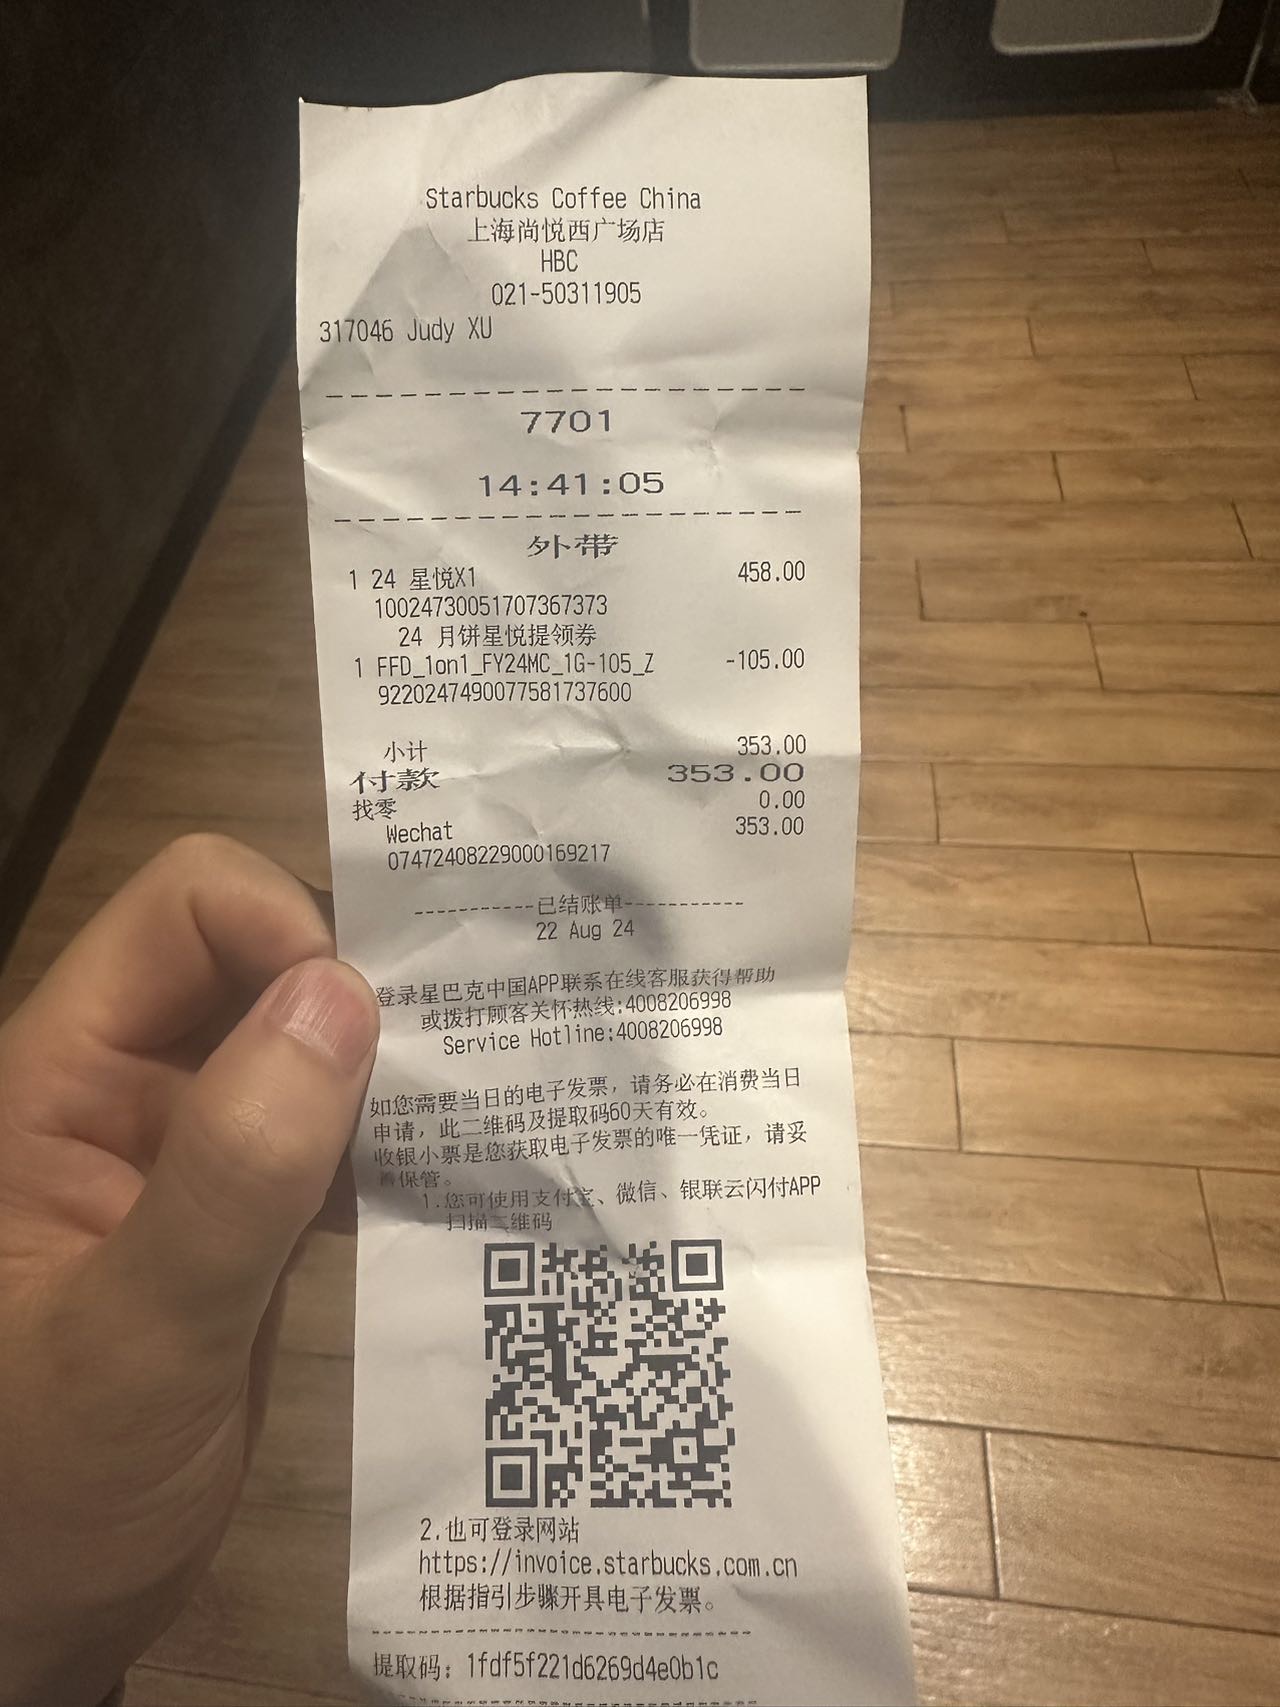 Starbucks Coffee China
上海尚悦西广场店
HBC
021-50311905
317046 Judy XU
7701
14:41:05
外带
1 24 星悦X1 458.00
10024730051707367373
24 月饼星悦提领券
1 FFD_1on1_FY24MC_1G-105_Z -105.00
9220247490077581737600
小计 353.00
付款 353.00
找零 0.00
Wechat 353.00
07472408229000169217
-----------已结账单-----------
22 Aug 24
登录星巴克中国APP联系在线客服获得帮助
或拨打顾客关怀热线:4008206998
Service Hotline:4008206998
如您需要当日的电子发票，请务必在消费当日
申请，此二维码及提取码60天有效。
收银小票是您获取电子发票的唯一凭证，请妥
善保管。
1.您可使用支付宝、微信、银联云闪付APP
扫描二维码
2.也可登录网站
https://invoice.starbucks.com.cn
根据指引步骤开具电子发票。
提取码：1fdf5f221d6269d4e0b1c